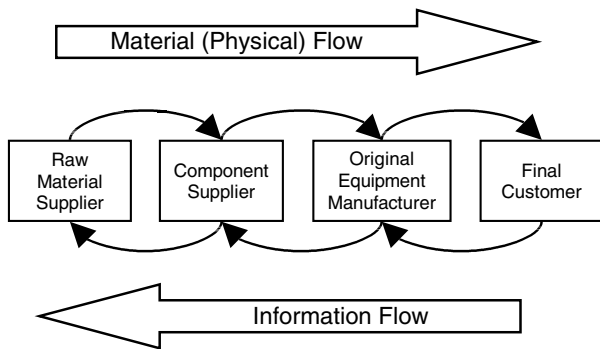 Material (Physical) Flow
Raw
Material
Supplier
Component
Supplier
Original
Equipment
Manufacturer
Final
Customer
Information Flow